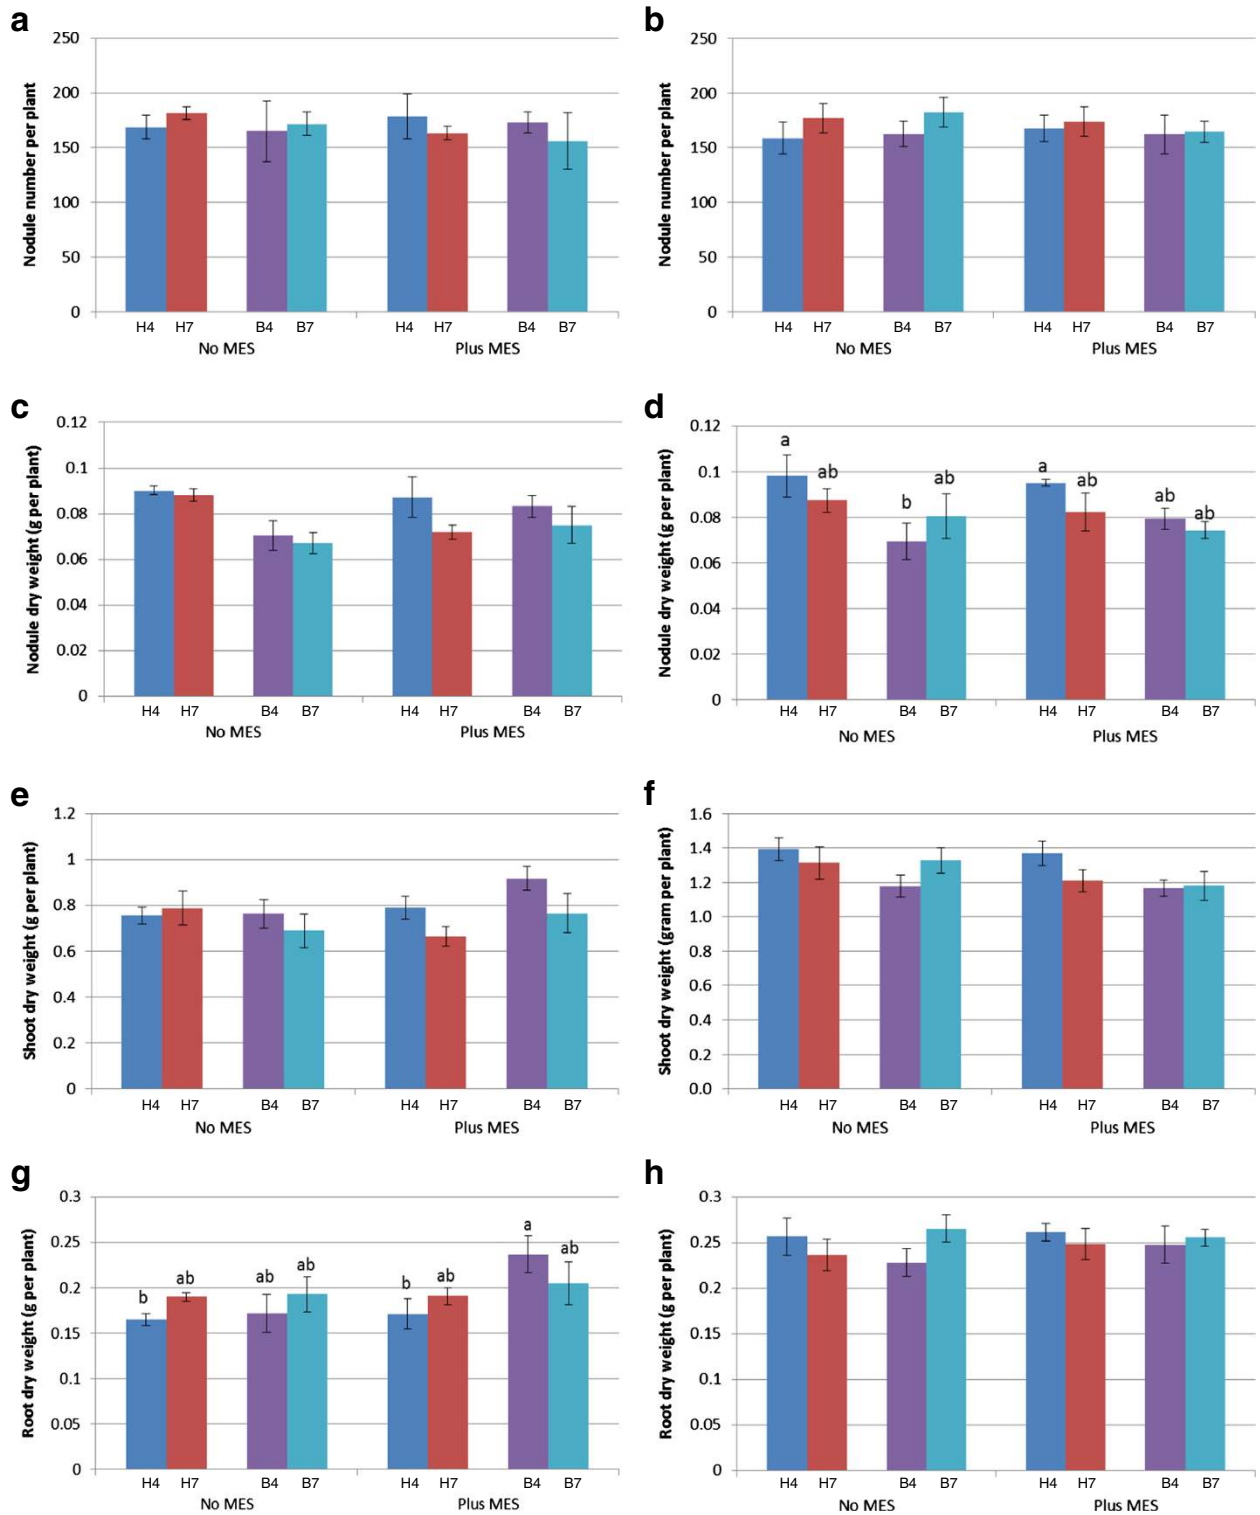 a
Nodule number per plant
250
200
150
100
50
0
H4 H7 B4 B7 H4 H7 B4 B7
No MES Plus MES
b
Nodule number per plant
250
200
150
100
50
0
H4 H7 B4 B7 H4 H7 B4 B7
No MES Plus MES
c
Nodule dry weight (g per plant)
0.12
0.1
0.08
0.06
0.04
0.02
0
H4 H7 B4 B7 H4 H7 B4 B7
No MES Plus MES
d
Nodule dry weight (g per plant)
0.12
0.1
0.08
0.06
0.04
0.02
0
a ab b ab a ab ab ab
H4 H7 B4 B7 H4 H7 B4 B7
No MES Plus MES
e
Shoot dry weight (g per plant)
1.2
1
0.8
0.6
0.4
0.2
0
H4 H7 B4 B7 H4 H7 B4 B7
No MES Plus MES
f
Shoot dry weight (gram per plant)
1.6
1.4
1.2
1.0
0.8
0.6
0.4
0.2
0.0
H4 H7 B4 B7 H4 H7 B4 B7
No MES Plus MES
g
Root dry weight (g per plant)
0.3
0.25
0.2
0.15
0.1
0.05
0
b ab ab ab b ab a ab
H4 H7 B4 B7 H4 H7 B4 B7
No MES Plus MES
h
Root dry weight (g per plant)
0.3
0.25
0.2
0.15
0.1
0.05
0
H4 H7 B4 B7 H4 H7 B4 B7
No MES Plus MES